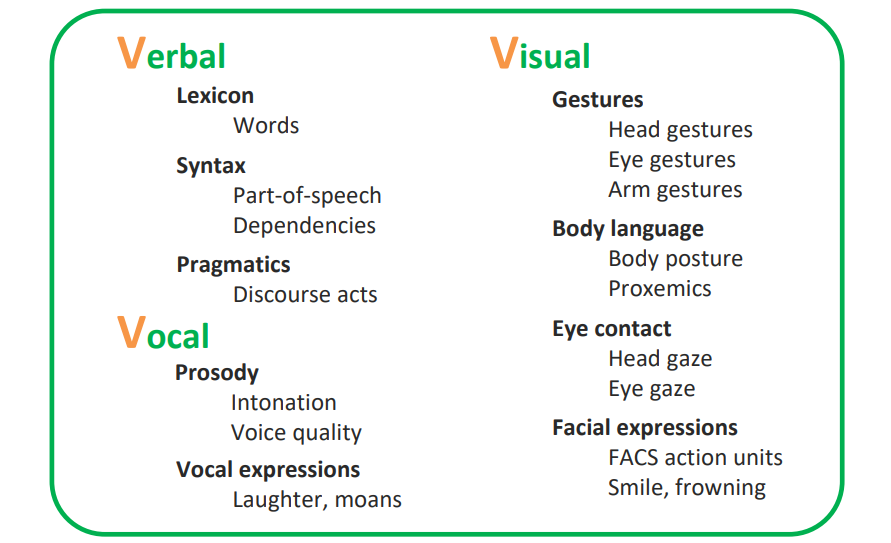 Verbal
Lexicon
Words
Syntax
Part-of-speech
Dependencies
Pragmatics
Discourse acts
Vocal
Prosody
Intonation
Voice quality
Vocal expressions
Laughter, moans
Visual
Gestures
Head gestures
Eye gestures
Arm gestures
Body language
Body posture
Proxemics
Eye contact
Head gaze
Eye gaze
Facial expressions
FACS action units
Smile, frowning